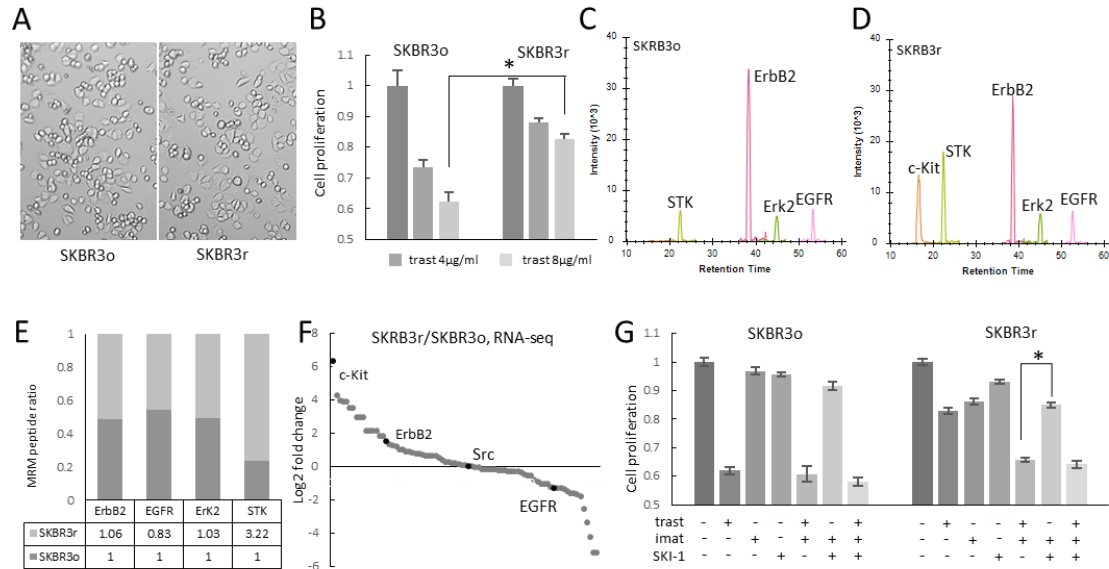 A
SKBR3o
SKBR3r
B
SKBR3o
SKBR3r
*
Cell proliferation
1.1
1
0.9
0.8
0.7
0.6
0.5
trast 4µg/ml
trast 8µg/ml
C
SKRB3o
ErbB2
STK
Erk2
EGFR
Intensity (10^3)
40
30
20
10
0
10 20 30 40 50 60
Retention Time
D
SKRB3r
ErbB2
c-Kit
STK
Erk2
EGFR
Intensity (10^3)
40
30
20
10
0
10 20 30 40 50 60
Retention Time
E
MRM peptide ratio
1
0.8
0.6
0.4
0.2
0
ErbB2 EGFR ErK2 STK
SKBR3r 1.06 0.83 1.03 3.22
SKBR3o 1 1 1 1
F
SKRB3r/SKBR3o, RNA-seq
Log2 fold change
8
6
4
2
0
-2
-4
-6
c-Kit
ErbB2
Src
EGFR
G
SKBR3o
SKBR3r
*
Cell proliferation
1.1
1
0.9
0.8
0.7
0.6
0.5
trast - + - - + - + - + - - + - +
imat - - + - + + + - - + - + + +
SKI-1 - - - + - + + - - - + - + +